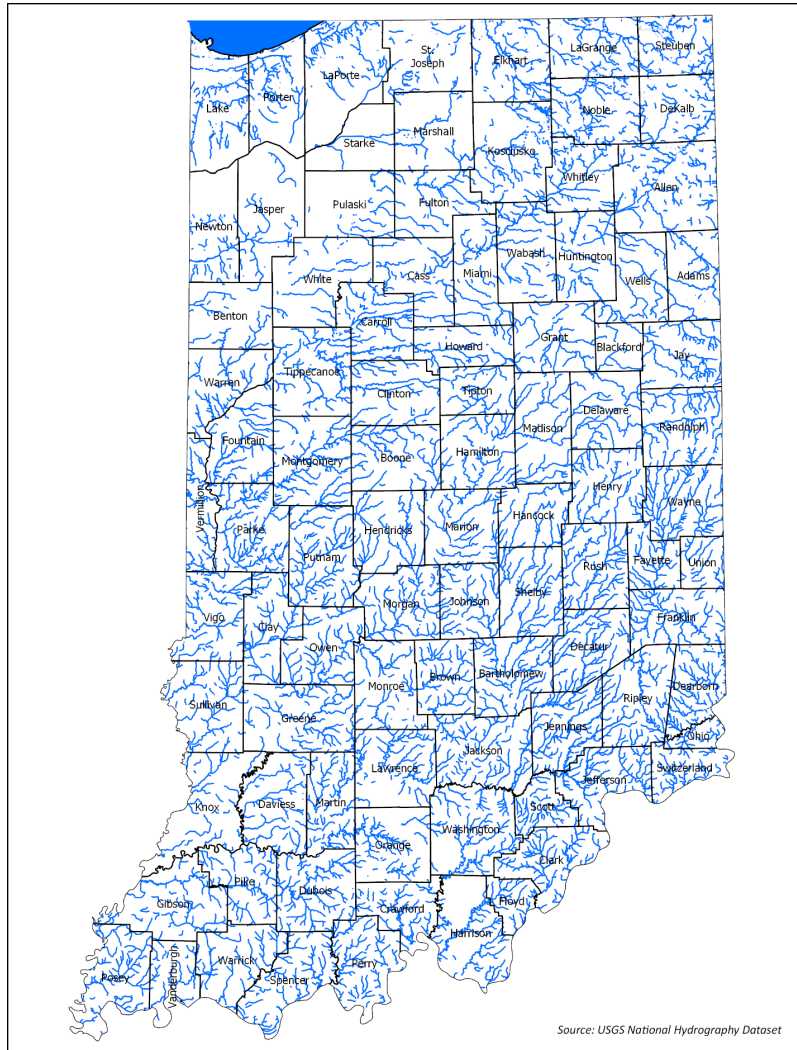 Steuben
LaGrange
St.
Joseph
Elkhart
LaPorte
Porter
Lake
Noble
DeKalb
Marshall
Starke
Kosciusko
Whitley
Allen
Pulaski
Fulton
Jasper
Newton
Wabash
Huntington
Miami
Cass
White
Wells
Adams
Benton
Carroll
Grant
Howard
Blackford
Jay
Tippecanoe
Warren
Clinton
Tipton
Delaware
Madison
Randolph
Fountain
Montgomery
Boone
Hamilton
Henry
Wayne
Vermillion
Parke
Hendricks
Marion
Hancock
Putnam
Rush
Fayette
Union
Shelby
Morgan
Johnson
Vigo
Clay
Franklin
Owen
Decatur
Bartholomew
Brown
Monroe
Dearborn
Ripley
Sullivan
Greene
Jennings
Ohio
Jackson
Lawrence
Switzerland
Jefferson
Knox
Daviess
Martin
Scott
Washington
Orange
Clark
Pike
Dubois
Gibson
Floyd
Crawford
Harrison
Warrick
Perry
Posey
Vanderburgh
Spencer
Source: USGS National Hydrography Dataset